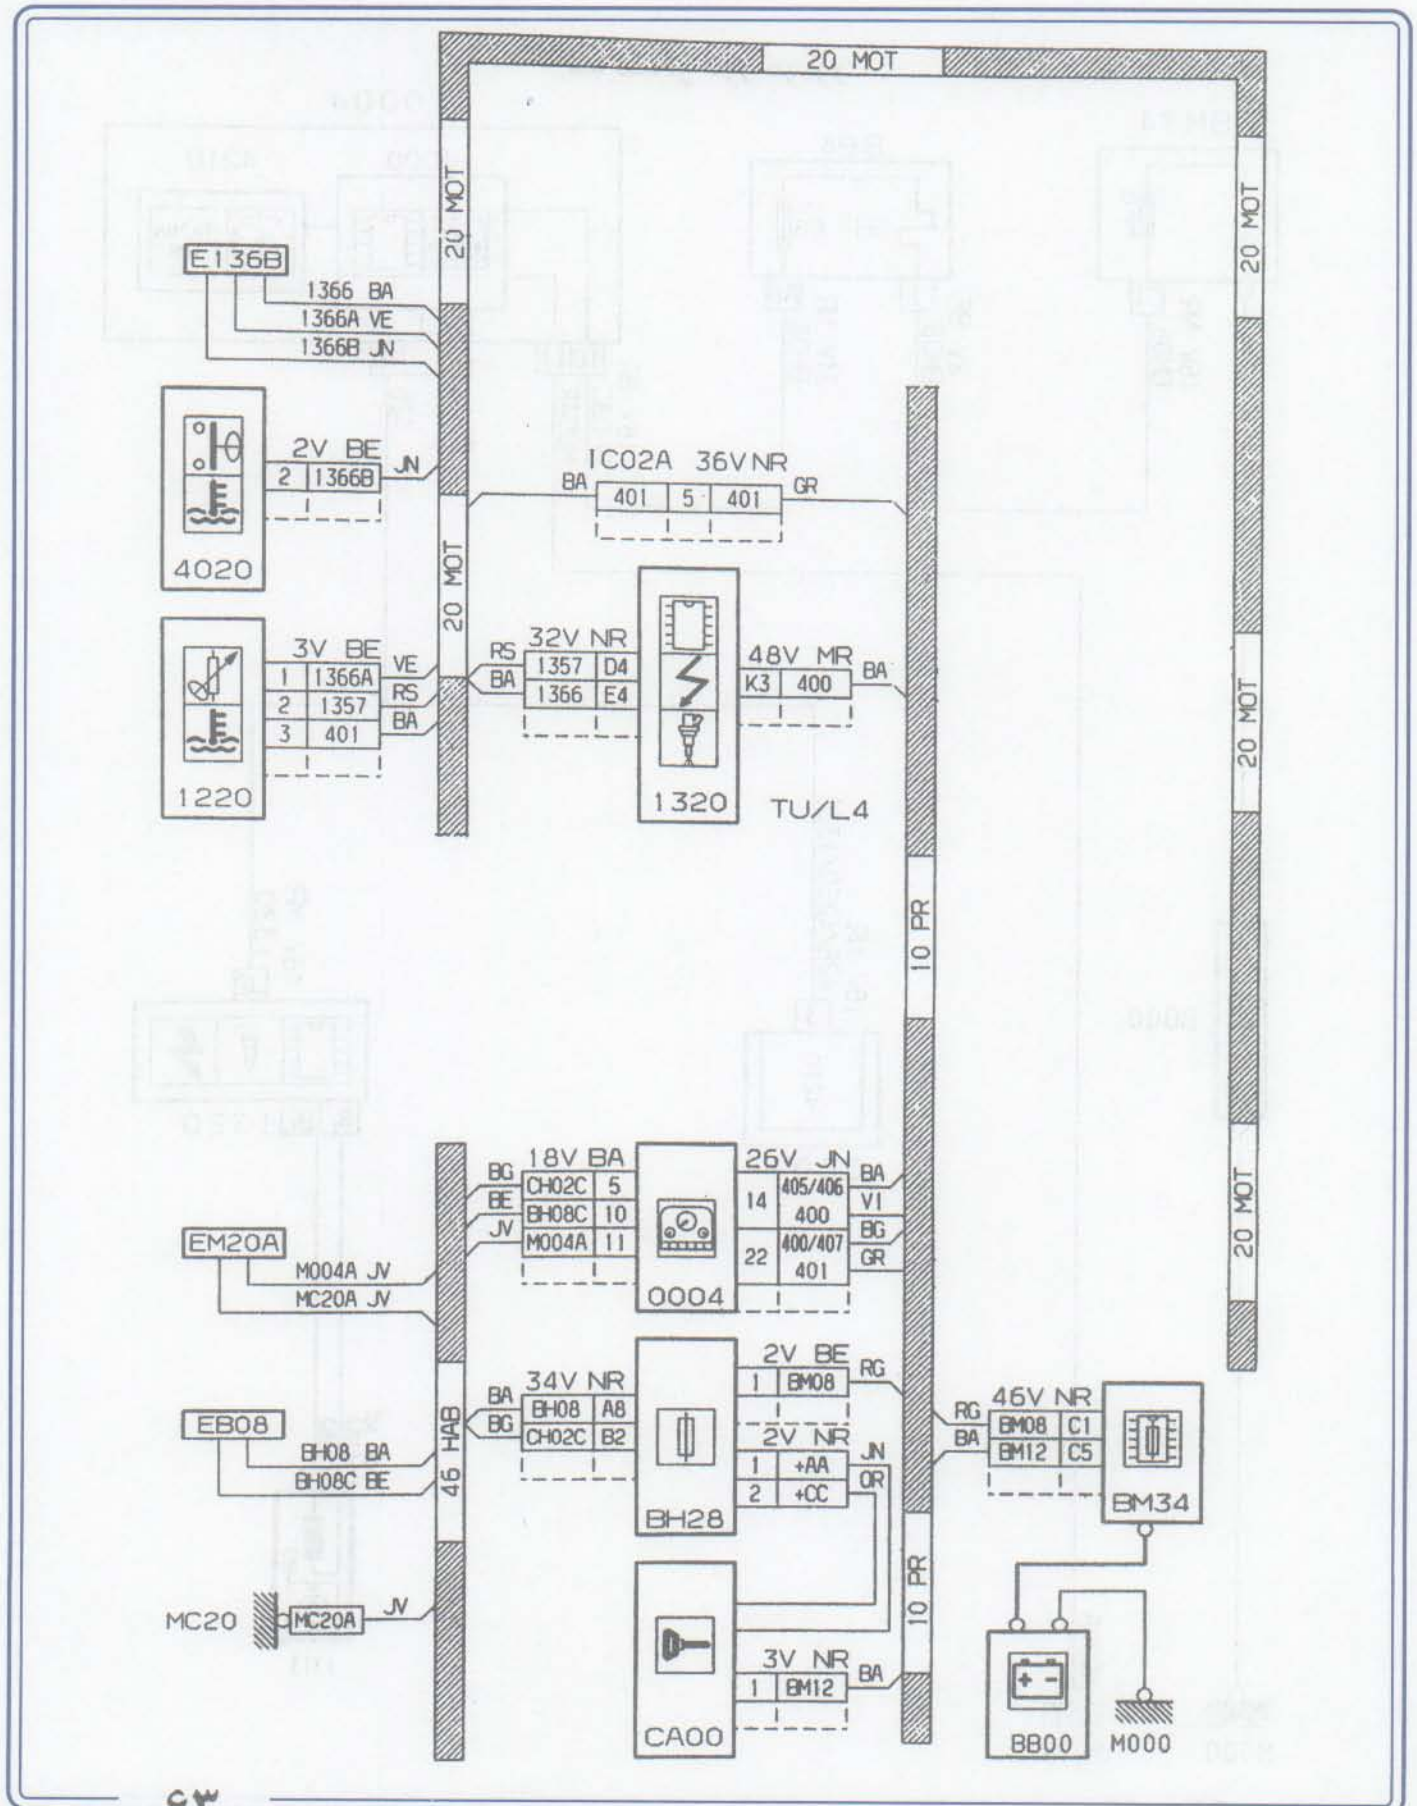 20 MOT
20 MOT
20 MOT
E136B
1366 BA
1366A VE
1366B JN
2V BE
2 1366B
JN
4020
1C02A 36V NR
BA
401 5 401
GR
20 MOT
3V BE
1 1366A VE
2 1357 RS
3 401 BA
1220
32V NR
RS 1357 D4
BA 1366 E4
1320
48V MR
K3 400
BA
TU/L4
20 MOT
10 PR
18V BA
BG CH02C 5
BE BH08C 10
JV M004A 11
0004
26V JN
14 405/406 BA
400 VI
22 400/407 BG
401 GR
20 MOT
EM20A
M004A JV
MC20A JV
34V NR
BA BH08 A8
BG CH02C B2
BH28
2V BE
1 BM08
RG
2V NR
1 +AA JN
2 +CC OR
46V NR
RG BM08 C1
BA BM12 C5
BM34
EB08
BH08 BA
BH08C BE
46 HAB
MC20
MC20A
JV
10 PR
3V NR
1 BM12
BA
CA00
BB00
M000
۶۳